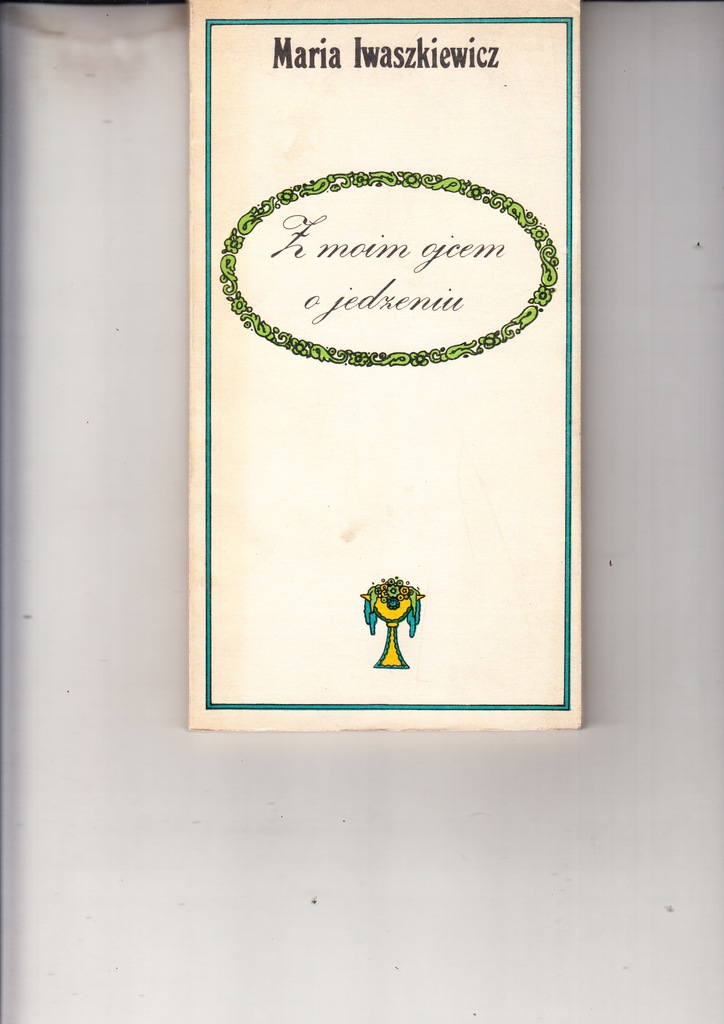 Maria Iwaszkiewicz
Z moim ojcem
o jedzeniu